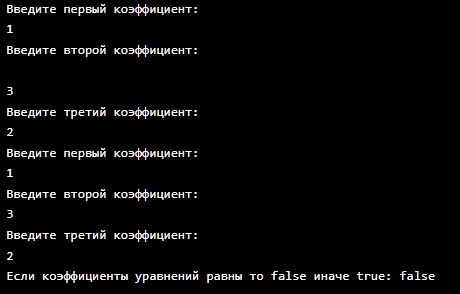 Введите первый коэффициент:
1
Введите второй коэффициент:
3
Введите третий коэффициент:
2
Введите первый коэффициент:
1
Введите второй коэффициент:
3
Введите третий коэффициент:
2
Если коэффициенты уравнений равны то false иначе true: false